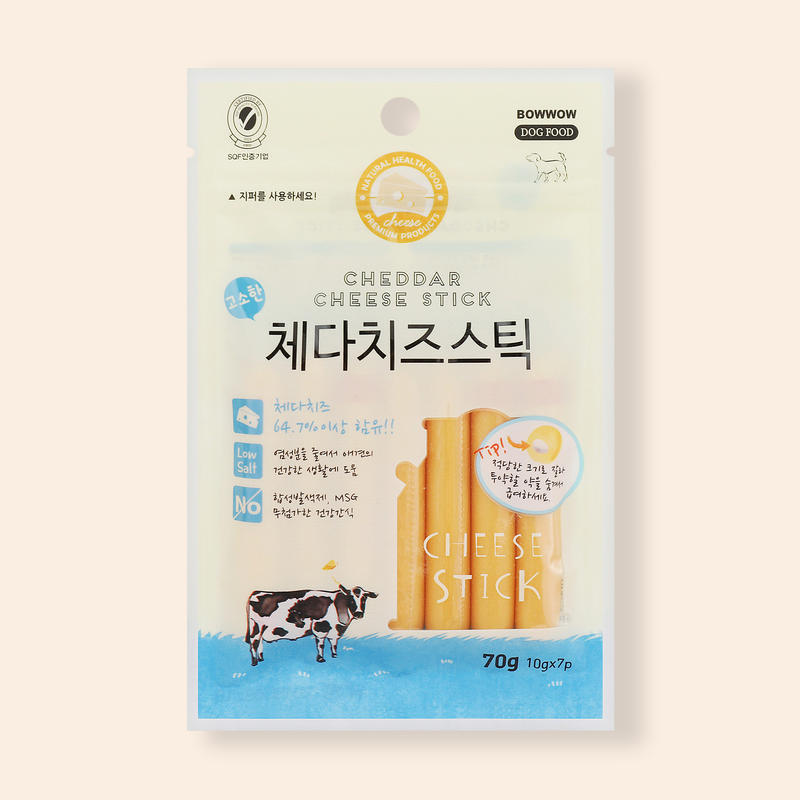 CERTIFIED BY
SQF인증기업
BOWWOW
DOG FOOD
▲ 지퍼를 사용하세요!
NATURAL HEALTH FOOD
cheese
PREMIUM PRODUCTS
고소한
CHEDDAR
CHEESE STICK
체다치즈스틱
체다치즈
64.7%이상 함유!!
Low
Salt
염성분을 줄여서 애견의
건강한 생활에 도움
No
합성발색제, MSG
무첨가한 건강간식
Tip!
적당한 크기로 잘라
투약할 약을 숨겨서
급여하세요.
CHEESE
STICK
70g 10gx7p